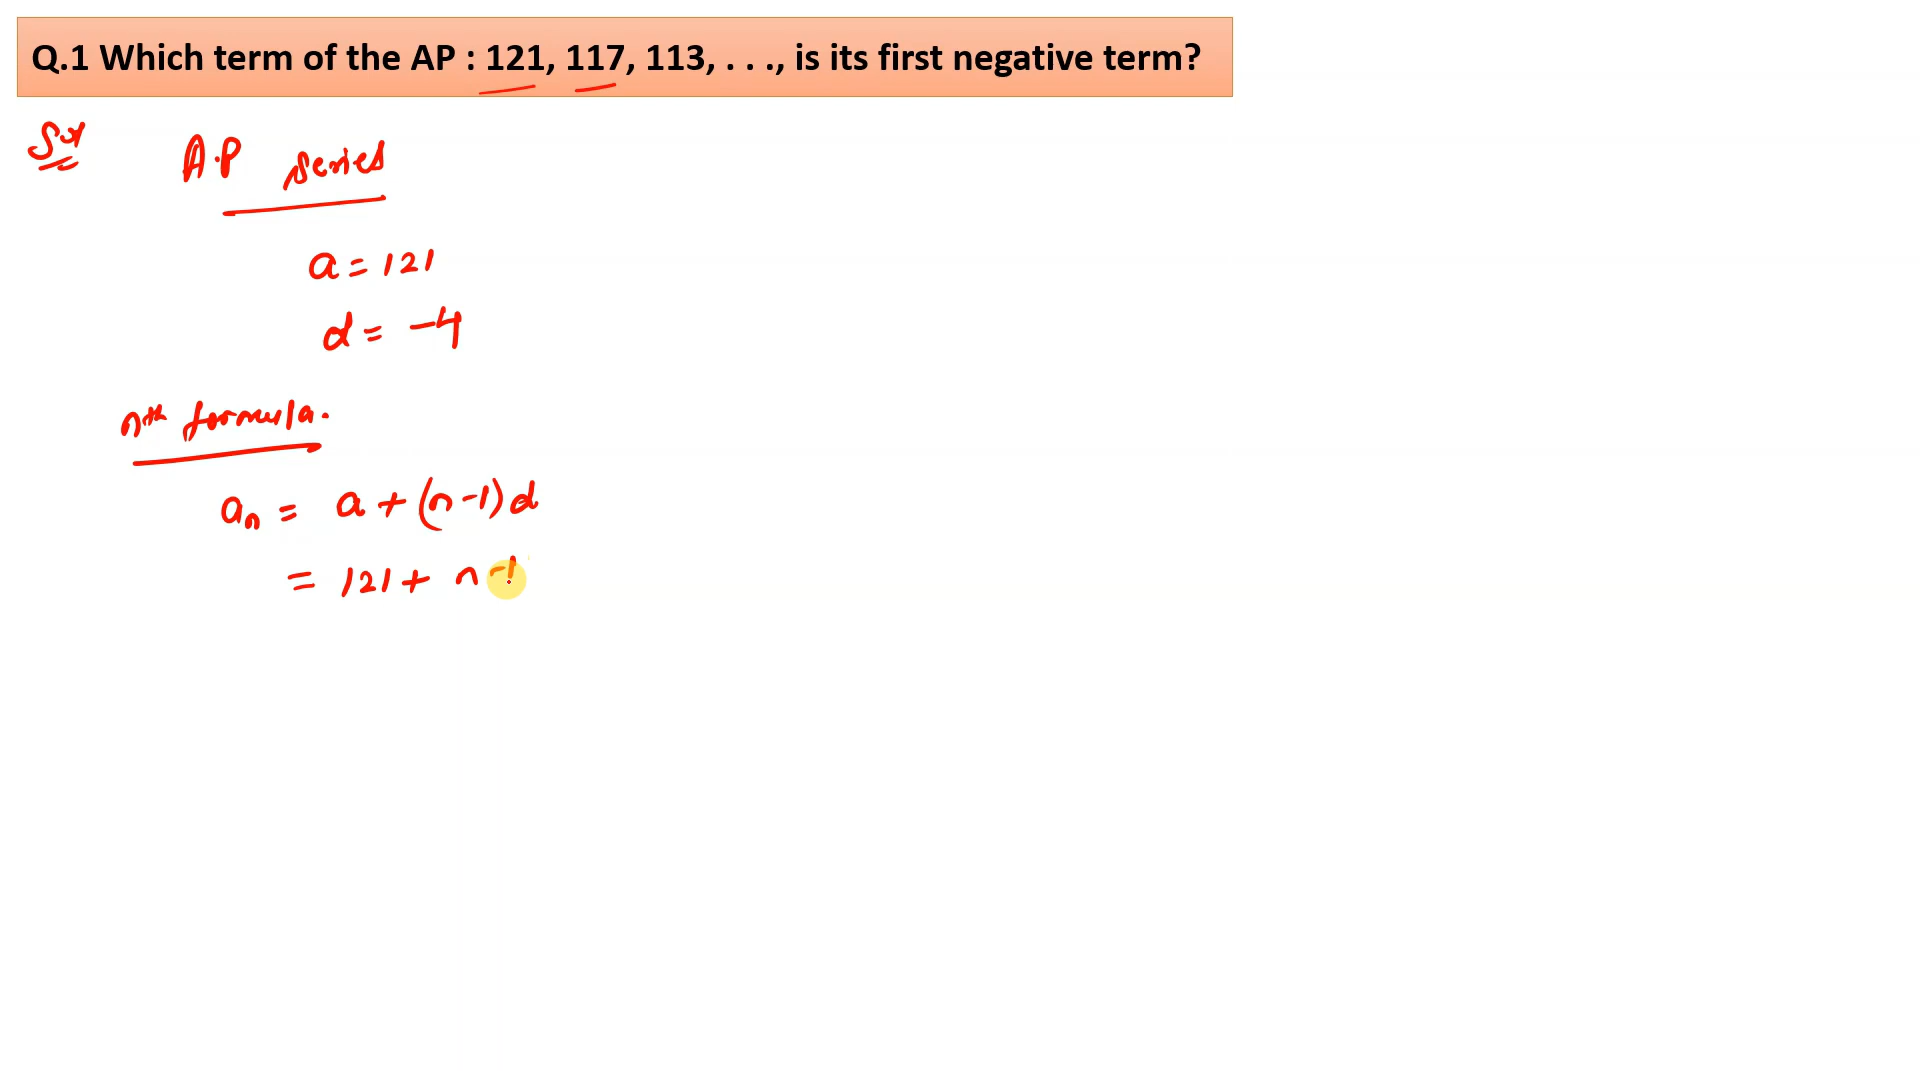 Q.1 Which term of the AP : 121, 117, 113, . . ., is its first negative term?
Sol
A.P series
a = 121
d = -4
nth formula.
aₙ = a + (n-1)d
= 121 + n -1